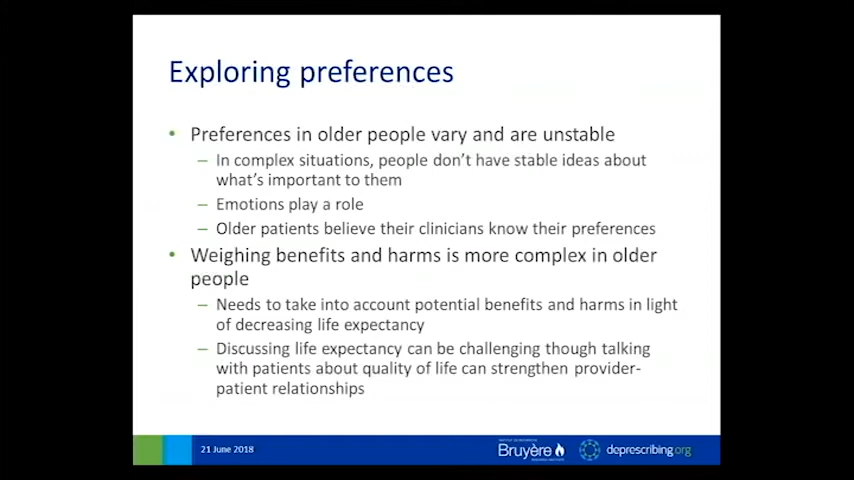 Exploring preferences
• Preferences in older people vary and are unstable
– In complex situations, people don't have stable ideas about
what's important to them
– Emotions play a role
– Older patients believe their clinicians know their preferences
• Weighing benefits and harms is more complex in older
people
– Needs to take into account potential benefits and harms in light
of decreasing life expectancy
– Discussing life expectancy can be challenging though talking
with patients about quality of life can strengthen provider-
patient relationships
21 June 2018
Bruyère
deprescribing.org